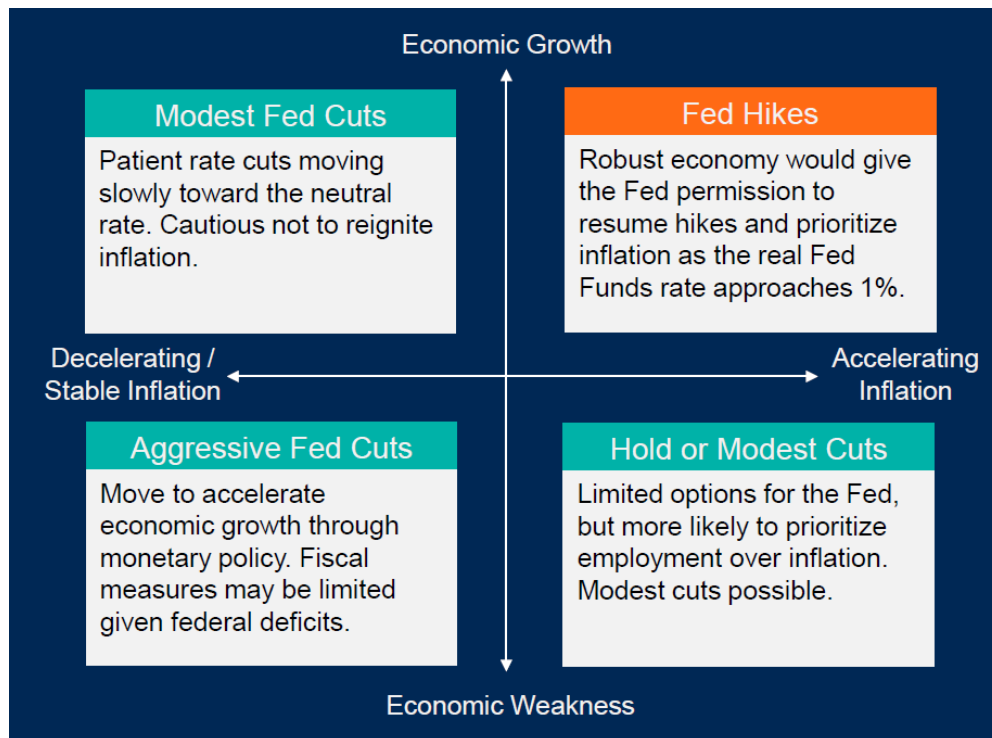 Economic Growth
Modest Fed Cuts
Patient rate cuts moving
slowly toward the neutral
rate. Cautious not to reignite
inflation.
Fed Hikes
Robust economy would give
the Fed permission to
resume hikes and prioritize
inflation as the real Fed
Funds rate approaches 1%.
Decelerating /
Stable Inflation
Accelerating
Inflation
Aggressive Fed Cuts
Move to accelerate
economic growth through
monetary policy. Fiscal
measures may be limited
given federal deficits.
Hold or Modest Cuts
Limited options for the Fed,
but more likely to prioritize
employment over inflation.
Modest cuts possible.
Economic Weakness